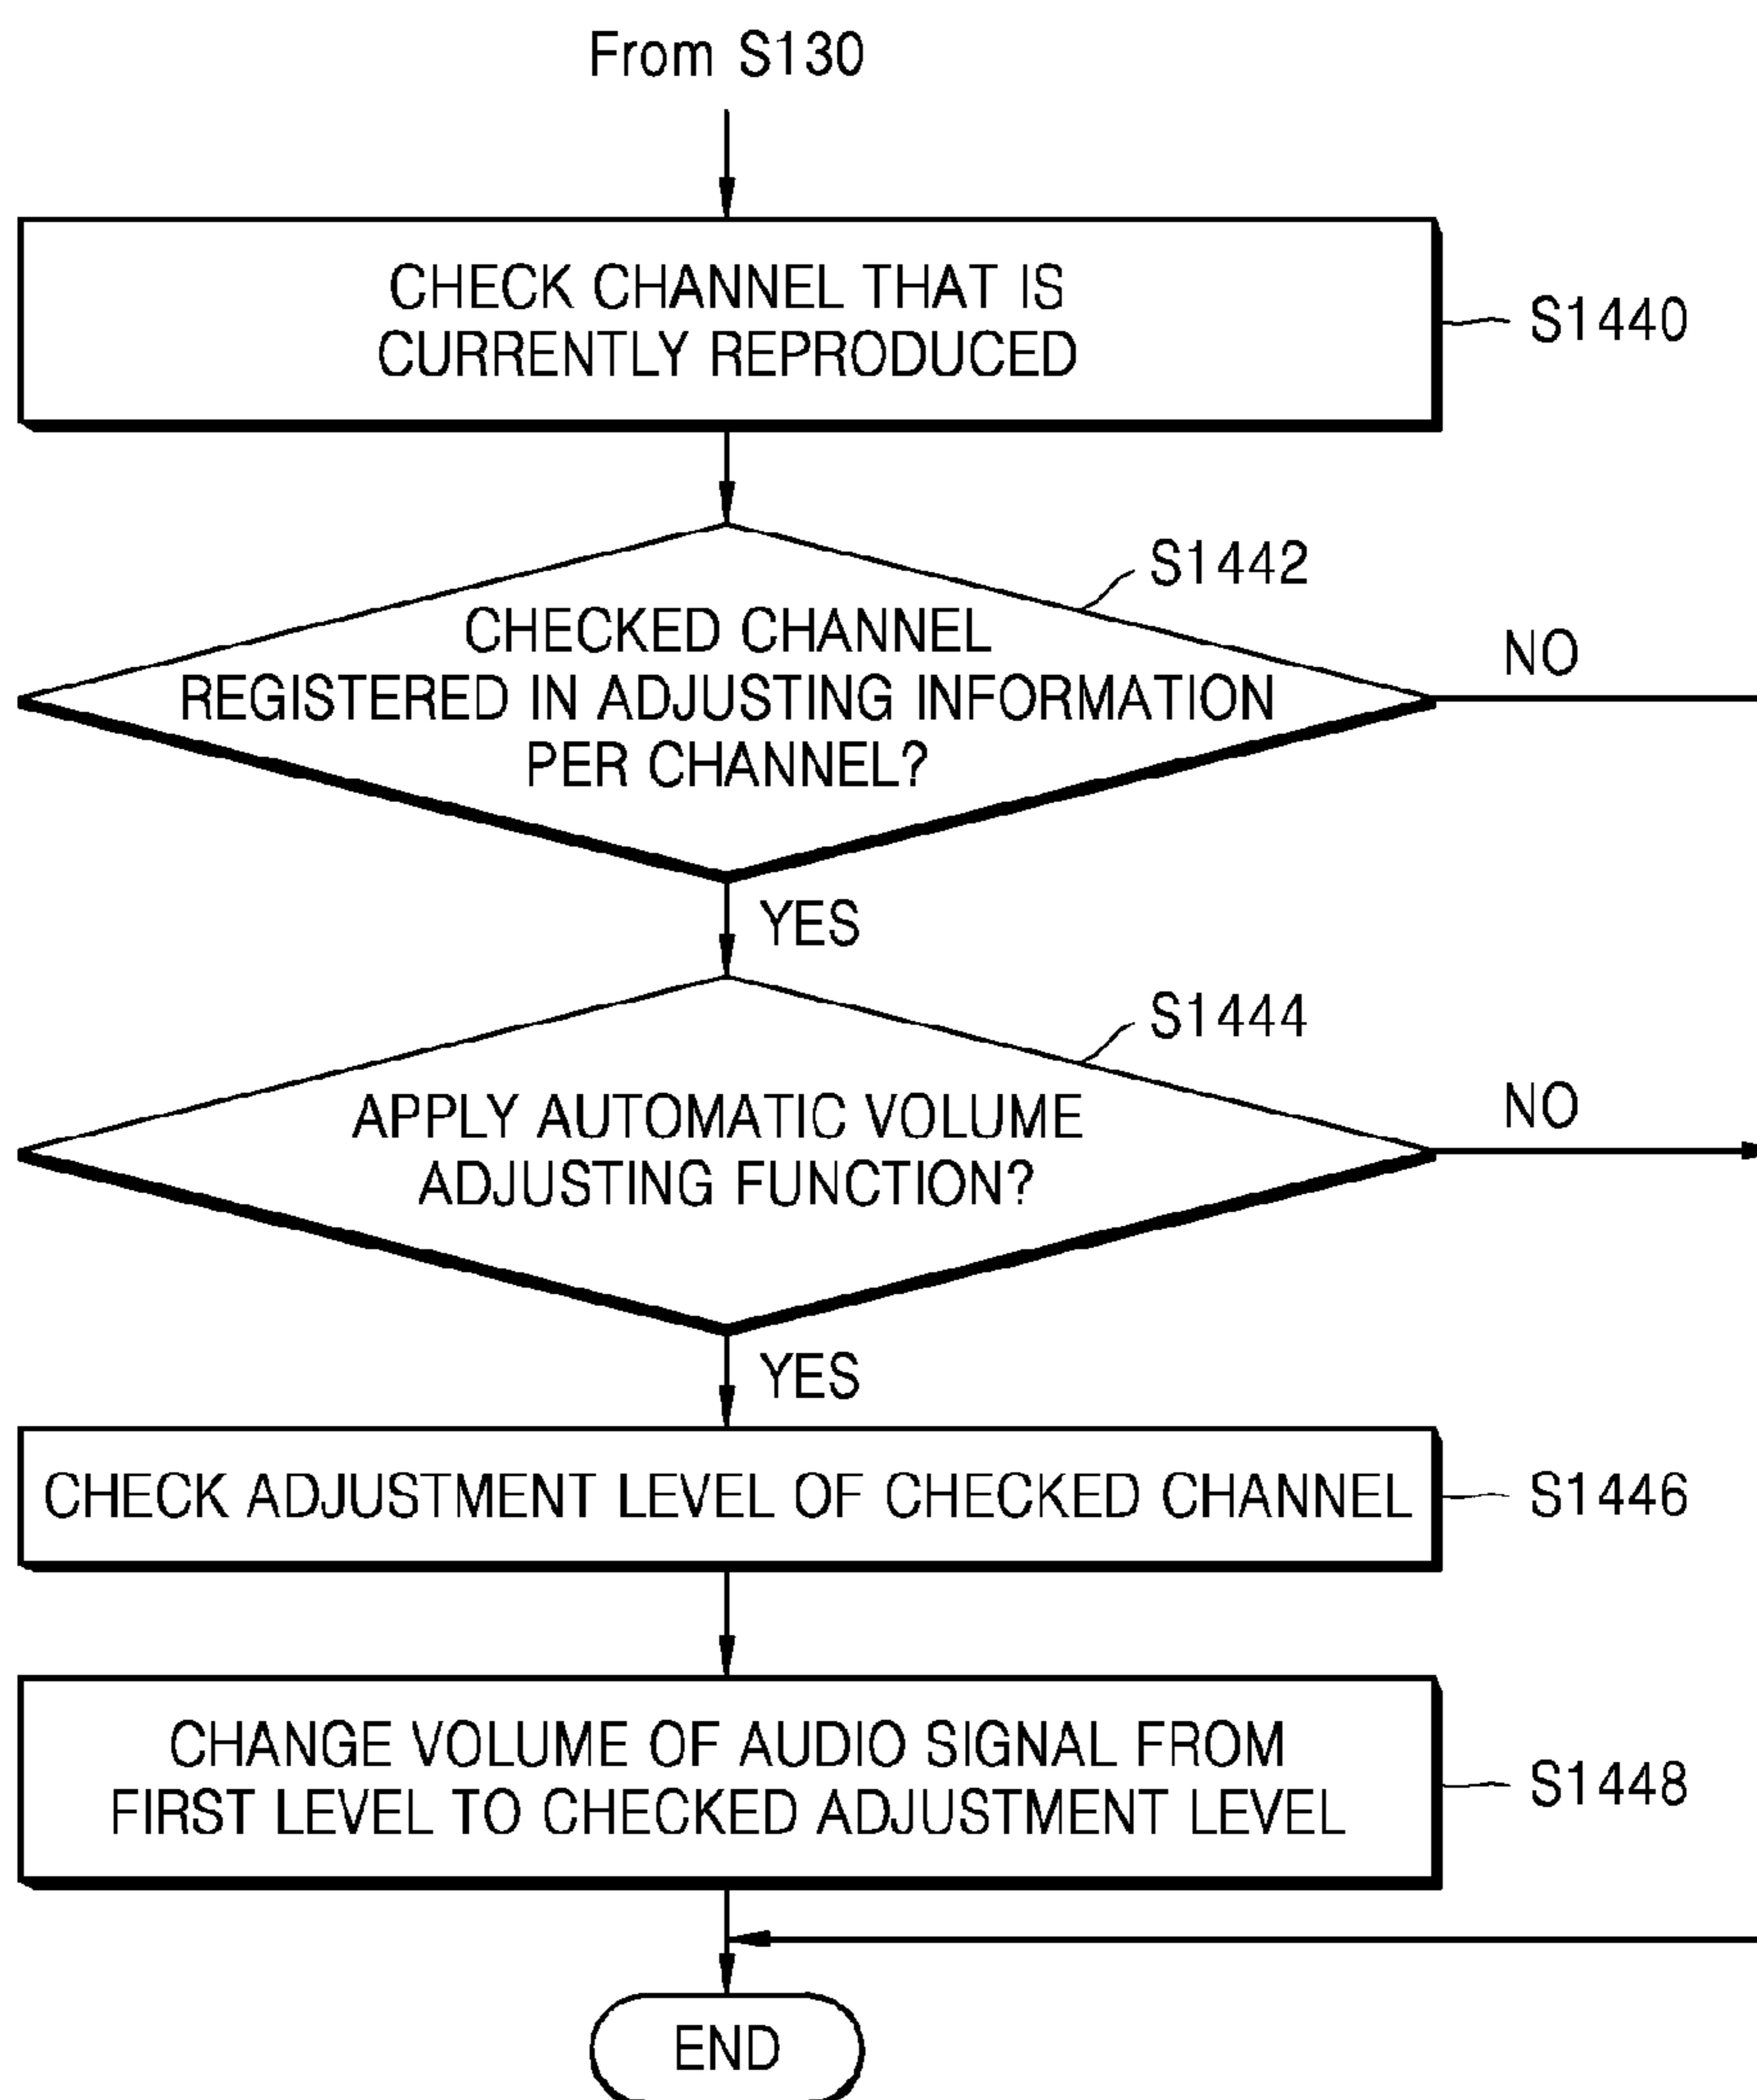 From S130
CHECK CHANNEL THAT IS
CURRENTLY REPRODUCED
S1440
S1442
CHECKED CHANNEL
REGISTERED IN ADJUSTING INFORMATION
PER CHANNEL?
NO
YES
S1444
APPLY AUTOMATIC VOLUME
ADJUSTING FUNCTION?
NO
YES
CHECK ADJUSTMENT LEVEL OF CHECKED CHANNEL
S1446
CHANGE VOLUME OF AUDIO SIGNAL FROM
FIRST LEVEL TO CHECKED ADJUSTMENT LEVEL
S1448
END